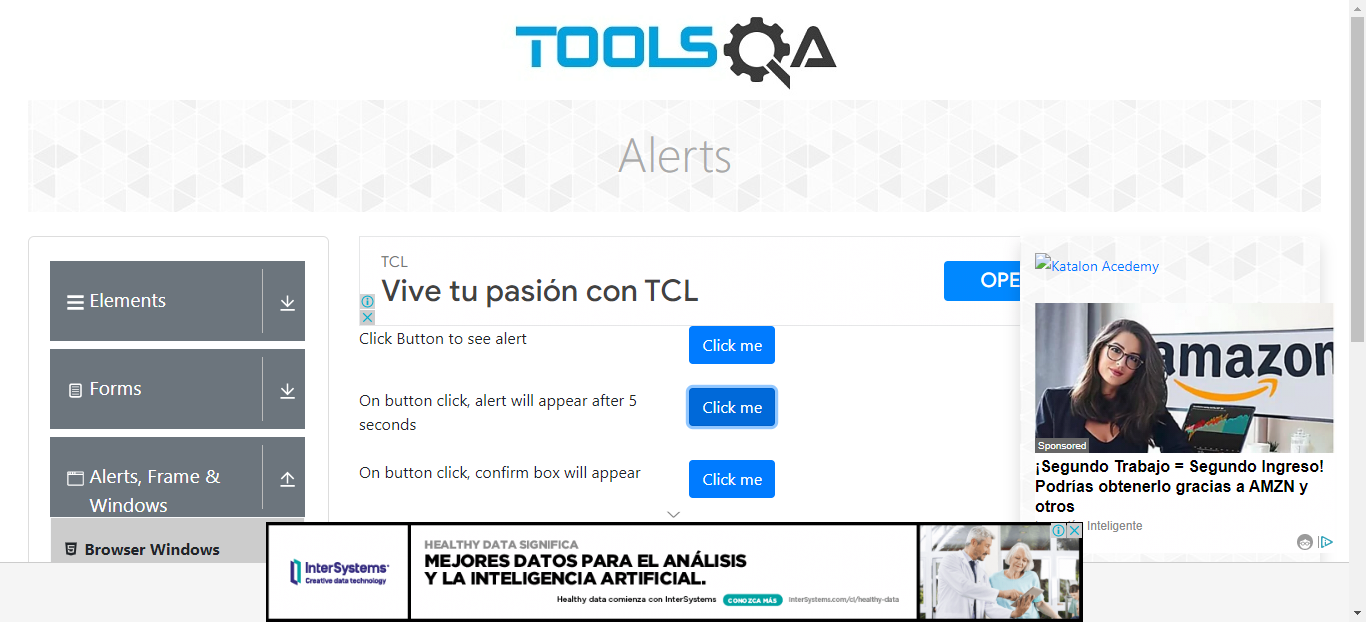 TOOLSQA
Alerts
Elements
Forms
Alerts, Frame &
Windows
Browser Windows
TCL
Vive tu pasión con TCL
OPE
Click Button to see alert
Click me
On button click, alert will appear after 5
seconds
Click me
On button click, confirm box will appear
Click me
Katalon Acedemy
amazon
Sponsored
¡Segundo Trabajo = Segundo Ingreso!
Podrías obtenerlo gracias a AMZN y
otros
Inteligente
InterSystems
Creative data technology
HEALTHY DATA SIGNIFICA
MEJORES DATOS PARA EL ANÁLISIS
Y LA INTELIGENCIA ARTIFICIAL.
Healthy data comienza con InterSystems
CONOZCA MÁS
intersystems.com/cl/healthy-data